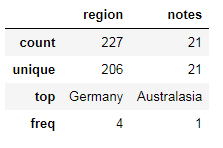 region notes
count 227 21
unique 206 21
top Germany Australasia
freq 4 1